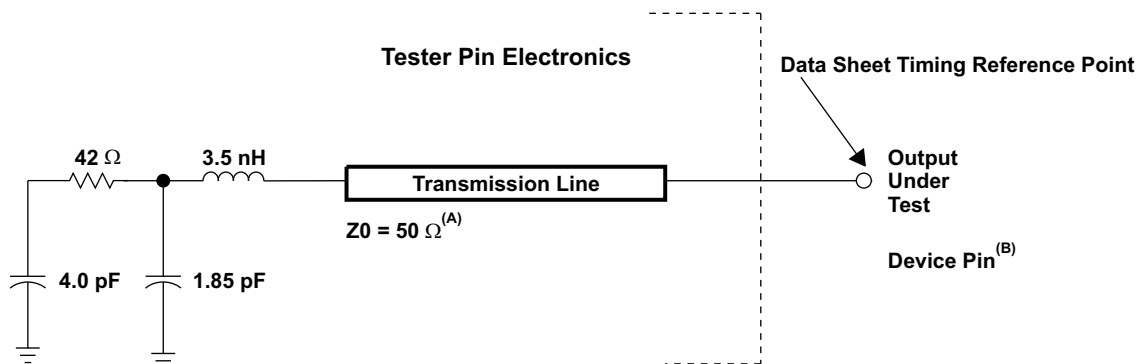 Tester Pin Electronics
Data Sheet Timing Reference Point
42 Ω
3.5 nH
Transmission Line
Output
Under
Test
Z0 = 50 Ω(A)
Device Pin(B)
4.0 pF
1.85 pF